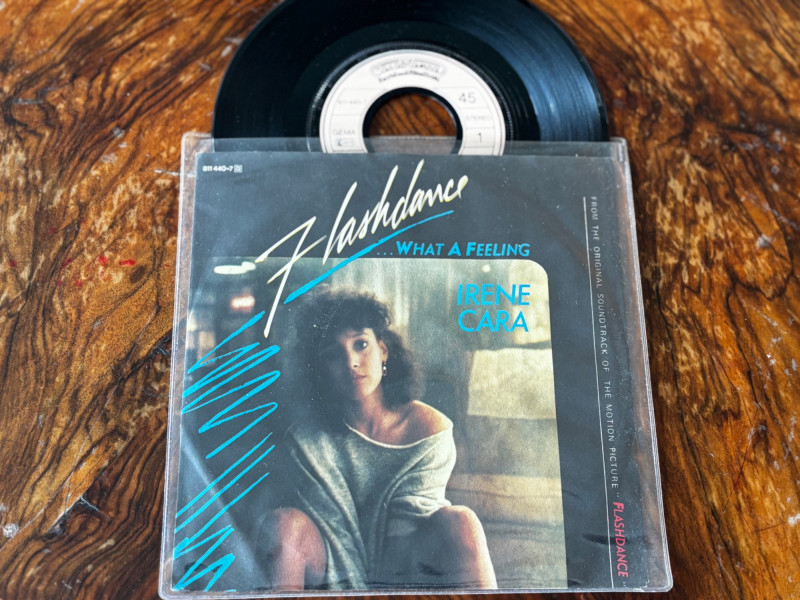 45
STEREO
GEMA
1
811 440-7
Flashdance
...WHAT A FEELING
IRENE
CARA
FROM THE ORIGINAL SOUNDTRACK OF THE MOTION PICTURE „FLASHDANCE“